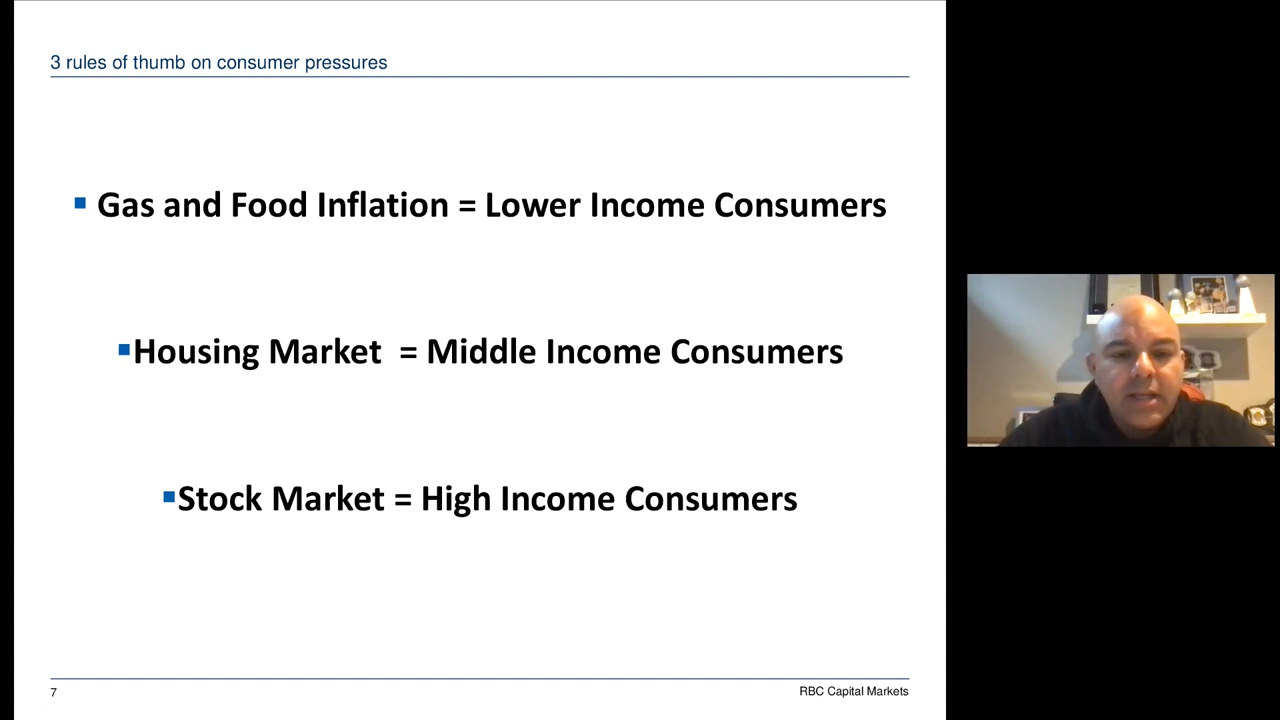 3 rules of thumb on consumer pressures
▪ Gas and Food Inflation = Lower Income Consumers
▪Housing Market  = Middle Income Consumers
▪Stock Market = High Income Consumers
7
RBC Capital Markets